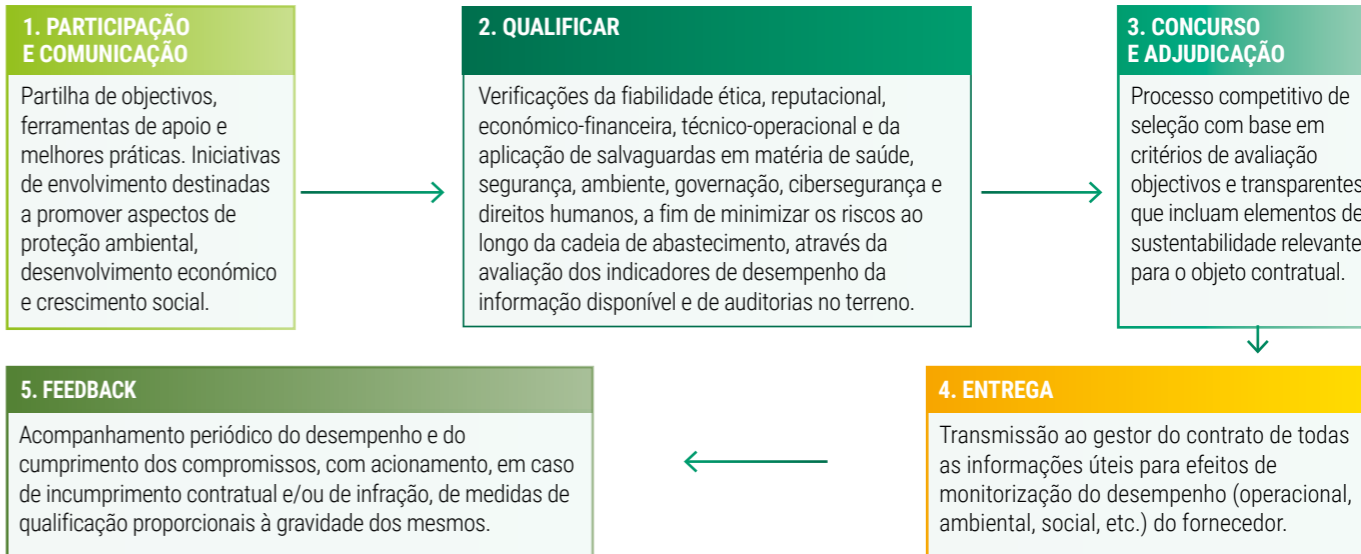 1. PARTICIPAÇÃO
E COMUNICAÇÃO
Partilha de objectivos,
ferramentas de apoio e
melhores práticas. Iniciativas
de envolvimento destinadas
a promover aspectos de
proteção ambiental,
desenvolvimento económico
e crescimento social.
2. QUALIFICAR
Verificações da fiabilidade ética, reputacional,
económico-financeira, técnico-operacional e da
aplicação de salvaguardas em matéria de saúde,
segurança, ambiente, governação, cibersegurança e
direitos humanos, a fim de minimizar os riscos ao
longo da cadeia de abastecimento, através da
avaliação dos indicadores de desempenho da
informação disponível e de auditorias no terreno.
3. CONCURSO
E ADJUDICAÇÃO
Processo competitivo de
seleção com base em
critérios de avaliação
objectivos e transparentes
que incluam elementos de
sustentabilidade relevante
para o objeto contratual.
4. ENTREGA
Transmissão ao gestor do contrato de todas
as informações úteis para efeitos de
monitorização do desempenho (operacional,
ambiental, social, etc.) do fornecedor.
5. FEEDBACK
Acompanhamento periódico do desempenho e do
cumprimento dos compromissos, com acionamento, em caso
de incumprimento contratual e/ou de infração, de medidas de
qualificação proporcionais à gravidade dos mesmos.